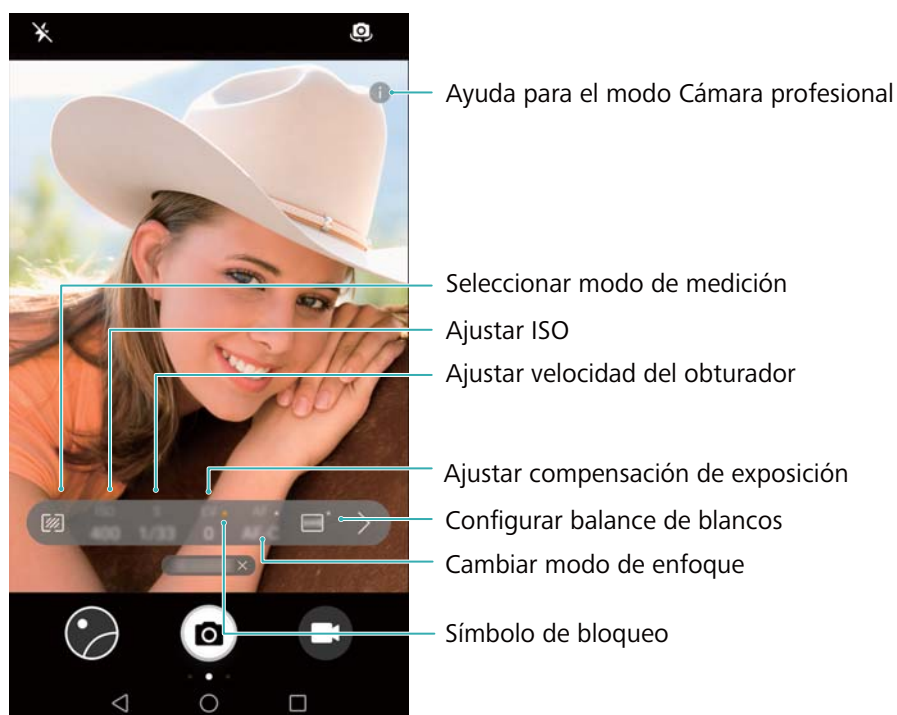 Ayuda para el modo Cámara profesional
Seleccionar modo de medición
Ajustar ISO
Ajustar velocidad del obturador
Ajustar compensación de exposición
ISO S EV AF
400 1/33 0 AF-C
Configurar balance de blancos
Cambiar modo de enfoque
Símbolo de bloqueo